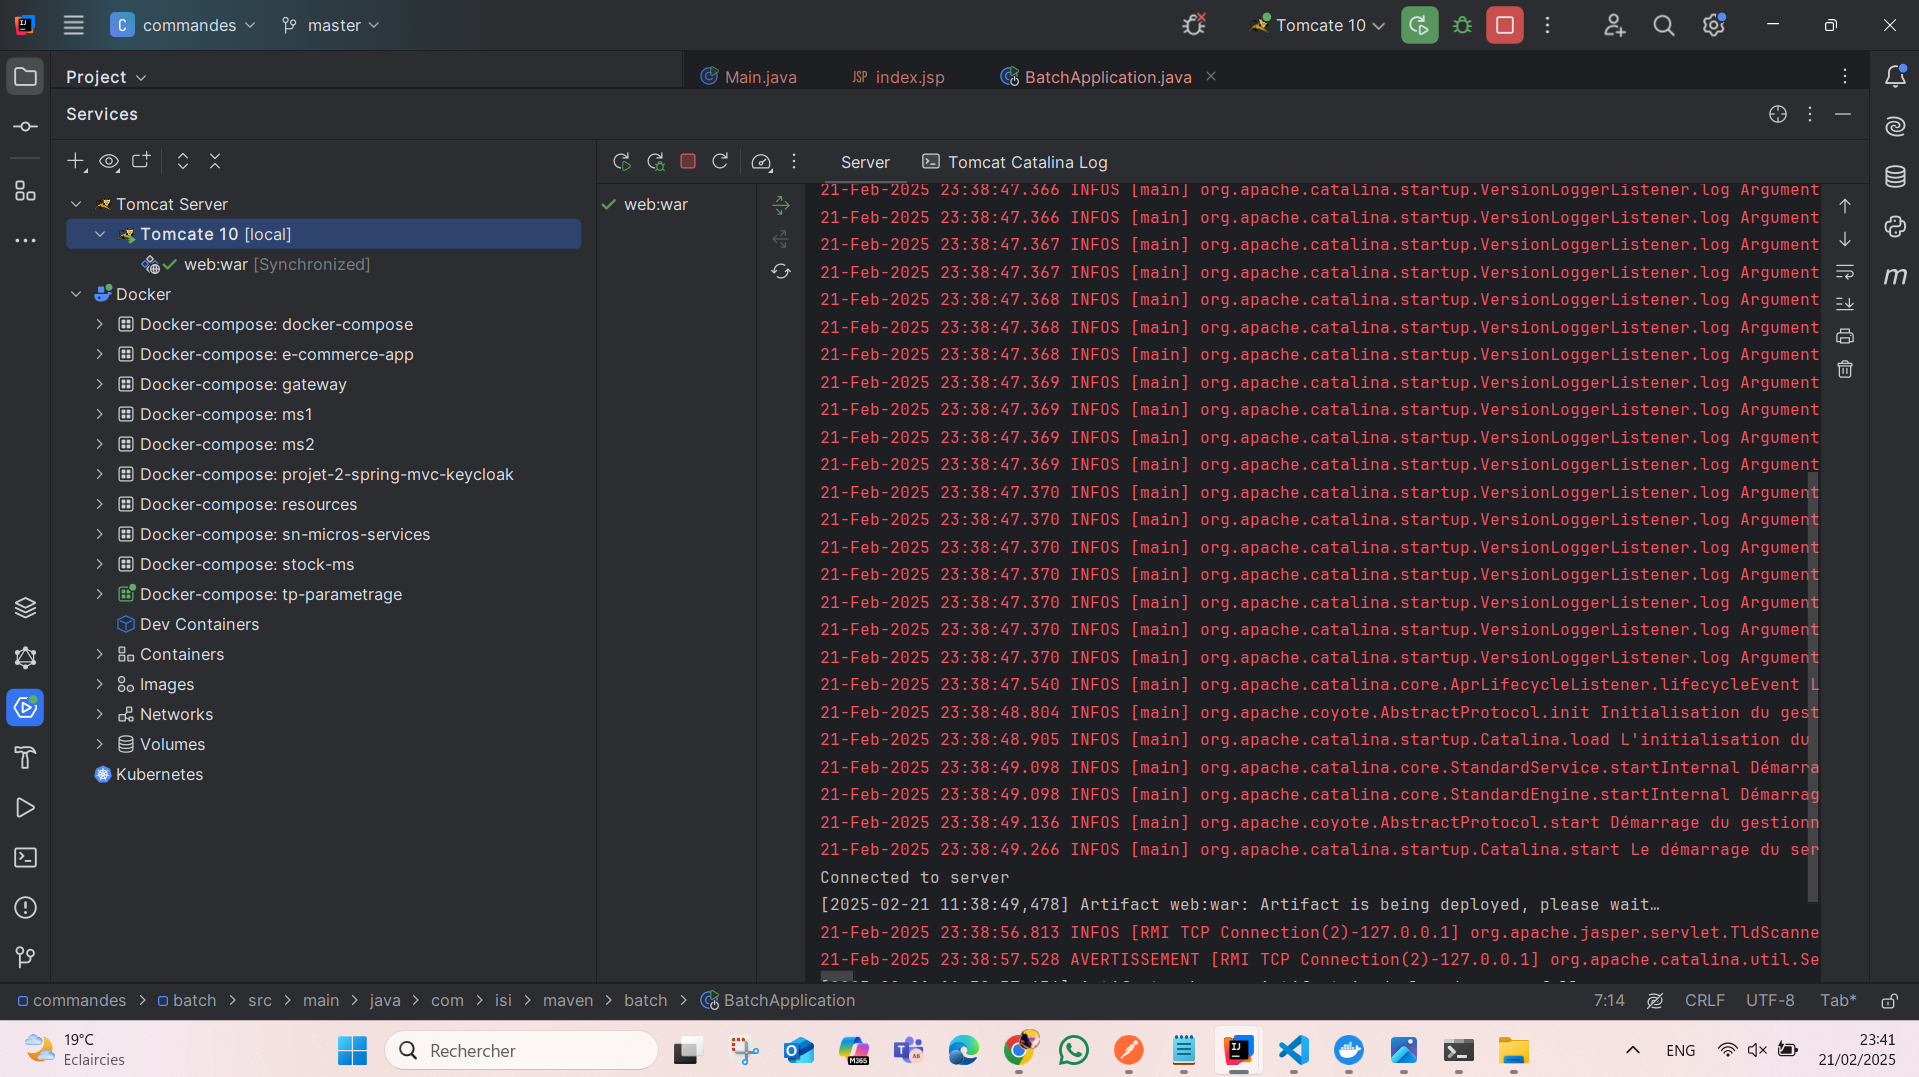 commandes
master
Tomcate 10
Project
Main.java
JSP index.jsp
BatchApplication.java
Services
Server
Tomcat Catalina Log
Tomcat Server
Tomcate 10 [local]
web:war [Synchronized]
Docker
Docker-compose: docker-compose
Docker-compose: e-commerce-app
Docker-compose: gateway
Docker-compose: ms1
Docker-compose: ms2
Docker-compose: projet-2-spring-mvc-keycloak
Docker-compose: resources
Docker-compose: sn-micros-services
Docker-compose: stock-ms
Docker-compose: tp-parametrage
Dev Containers
Containers
Images
Networks
Volumes
Kubernetes
web:war
21-Feb-2025 23:38:47.366 INFOS [main] org.apache.catalina.startup.VersionLoggerListener.log Argument
21-Feb-2025 23:38:47.366 INFOS [main] org.apache.catalina.startup.VersionLoggerListener.log Argument
21-Feb-2025 23:38:47.367 INFOS [main] org.apache.catalina.startup.VersionLoggerListener.log Argument
21-Feb-2025 23:38:47.367 INFOS [main] org.apache.catalina.startup.VersionLoggerListener.log Argument
21-Feb-2025 23:38:47.368 INFOS [main] org.apache.catalina.startup.VersionLoggerListener.log Argument
21-Feb-2025 23:38:47.368 INFOS [main] org.apache.catalina.startup.VersionLoggerListener.log Argument
21-Feb-2025 23:38:47.368 INFOS [main] org.apache.catalina.startup.VersionLoggerListener.log Argument
21-Feb-2025 23:38:47.369 INFOS [main] org.apache.catalina.startup.VersionLoggerListener.log Argument
21-Feb-2025 23:38:47.369 INFOS [main] org.apache.catalina.startup.VersionLoggerListener.log Argument
21-Feb-2025 23:38:47.369 INFOS [main] org.apache.catalina.startup.VersionLoggerListener.log Argument
21-Feb-2025 23:38:47.369 INFOS [main] org.apache.catalina.startup.VersionLoggerListener.log Argument
21-Feb-2025 23:38:47.370 INFOS [main] org.apache.catalina.startup.VersionLoggerListener.log Argument
21-Feb-2025 23:38:47.370 INFOS [main] org.apache.catalina.startup.VersionLoggerListener.log Argument
21-Feb-2025 23:38:47.370 INFOS [main] org.apache.catalina.startup.VersionLoggerListener.log Argument
21-Feb-2025 23:38:47.370 INFOS [main] org.apache.catalina.startup.VersionLoggerListener.log Argument
21-Feb-2025 23:38:47.370 INFOS [main] org.apache.catalina.startup.VersionLoggerListener.log Argument
21-Feb-2025 23:38:47.370 INFOS [main] org.apache.catalina.startup.VersionLoggerListener.log Argument
21-Feb-2025 23:38:47.370 INFOS [main] org.apache.catalina.startup.VersionLoggerListener.log Argument
21-Feb-2025 23:38:47.540 INFOS [main] org.apache.catalina.core.AprLifecycleListener.lifecycleEvent L
21-Feb-2025 23:38:48.804 INFOS [main] org.apache.coyote.AbstractProtocol.init Initialisation du gest
21-Feb-2025 23:38:48.905 INFOS [main] org.apache.catalina.startup.Catalina.load L'initialisation du
21-Feb-2025 23:38:49.098 INFOS [main] org.apache.catalina.core.StandardService.startInternal Démarra
21-Feb-2025 23:38:49.098 INFOS [main] org.apache.catalina.core.StandardEngine.startInternal Démarrag
21-Feb-2025 23:38:49.136 INFOS [main] org.apache.coyote.AbstractProtocol.start Démarrage du gestionn
21-Feb-2025 23:38:49.266 INFOS [main] org.apache.catalina.startup.Catalina.start Le démarrage du ser
Connected to server
[2025-02-21 11:38:49,478] Artifact web:war: Artifact is being deployed, please wait…
21-Feb-2025 23:38:56.813 INFOS [RMI TCP Connection(2)-127.0.0.1] org.apache.jasper.servlet.TldScanne
21-Feb-2025 23:38:57.528 AVERTISSEMENT [RMI TCP Connection(2)-127.0.0.1] org.apache.catalina.util.Se
commandes > batch > src > main > java > com > isi > maven > batch > BatchApplication
7:14 CRLF UTF-8 Tab*
19°C
Eclaircies
Rechercher
ENG
23:41
21/02/2025